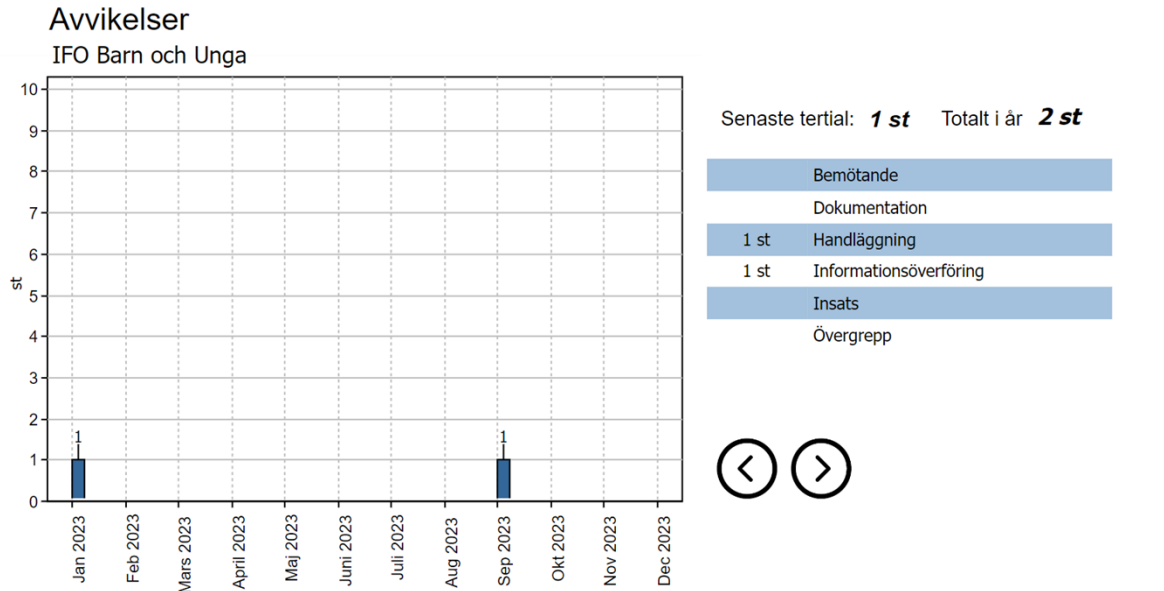 Avvikelser
IFO Barn och Unga
10
9
8
7
6
5
4
3
2
1
0
st
1
1
Jan 2023
Feb 2023
Mars 2023
April 2023
Maj 2023
Juni 2023
Juli 2023
Aug 2023
Sep 2023
Okt 2023
Nov 2023
Dec 2023
Senaste tertial: 1 st Totalt i år 2 st
Bemötande
Dokumentation
1 st Handläggning
1 st Informationsöverföring
Insats
Övergrepp